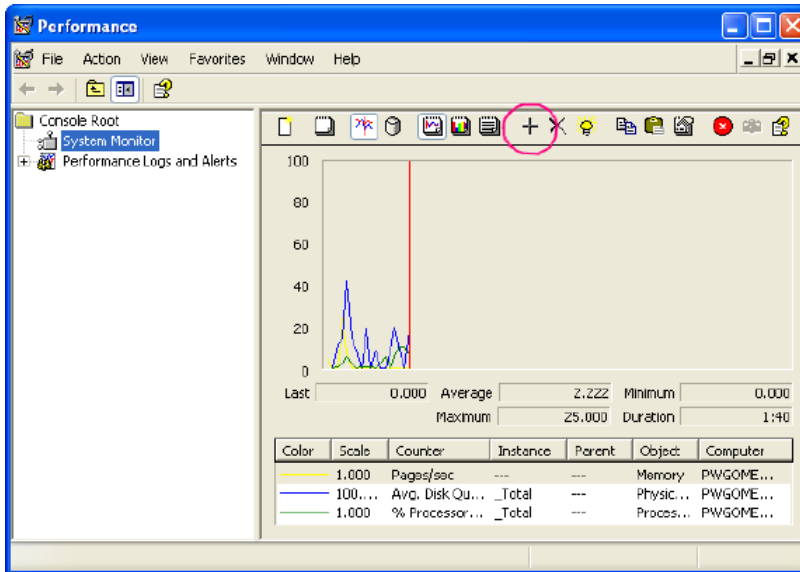 Performance
File Action View Favorites Window Help
Console Root
System Monitor
Performance Logs and Alerts
100
80
60
40
20
0
Last 0.000 Average 2.222 Minimum 0.000
Maximum 25.000 Duration 1:40
Color Scale Counter Instance Parent Object Computer
1.000 Pages/sec --- --- Memory PWGOME...
100.... Avg. Disk Qu... _Total --- Physic... PWGOME...
1.000 % Processor... _Total --- Proces... PWGOME...